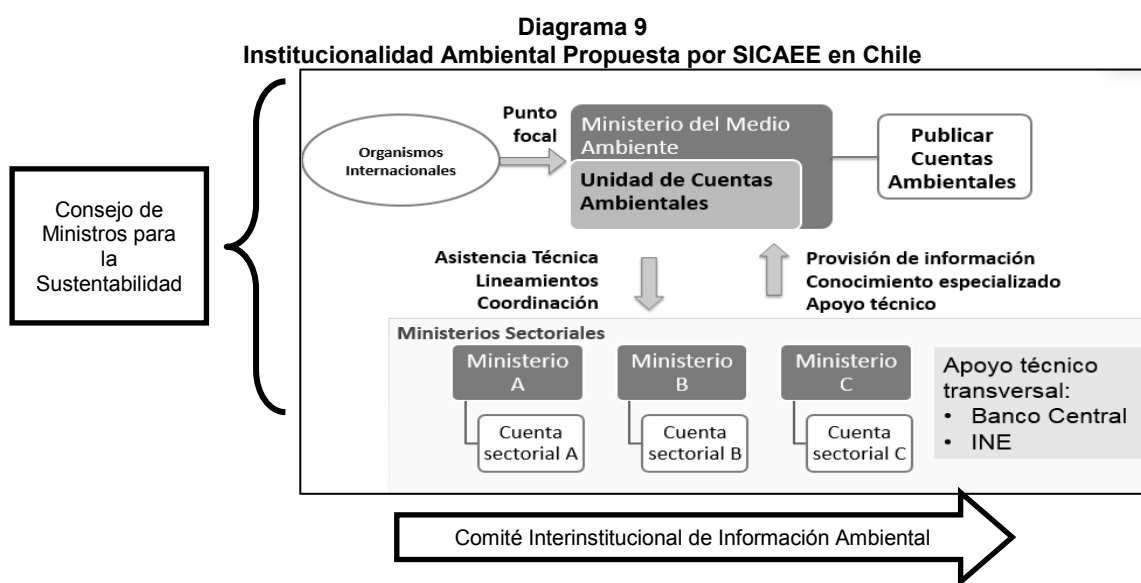 Diagrama 9
Institucionalidad Ambiental Propuesta por SICAEE en Chile
Consejo de
Ministros para
la
Sustentabilidad
Organismos
Internacionales
Punto
focal
Ministerio del Medio
Ambiente
Unidad de Cuentas
Ambientales
Publicar
Cuentas
Ambientales
Asistencia Técnica
Lineamientos
Coordinación
Provisión de información
Conocimiento especializado
Apoyo técnico
Ministerios Sectoriales
Ministerio
A
Cuenta
sectorial A
Ministerio
B
Cuenta
sectorial B
Ministerio
C
Cuenta
sectorial C
Apoyo técnico
transversal:
• Banco Central
• INE
Comité Interinstitucional de Información Ambiental